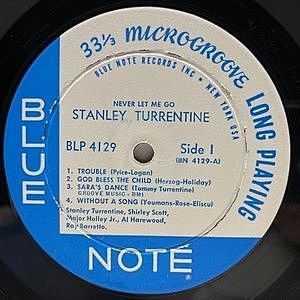 33⅓ MICROGROOVE LONG PLAYING
BLUE NOTE RECORDS INC • NEW YORK USA
BLUE
NEVER LET ME GO
STANLEY TURRENTINE
BLP 4129 Side 1
(BN 4129-A)
1. TROUBLE (Price-Logan)
2. GOD BLESS THE CHILD (Herzog-Holiday)
3. SARA'S DANCE (Tommy Turrentine)
GROOVE MUSIC - BMI
4. WITHOUT A SONG (Youmans-Rose-Eliscu)
Stanley Turrentine, Shirley Scott,
Major Holley Jr., Al Harewood,
Ray Barretto.
NOTE ®